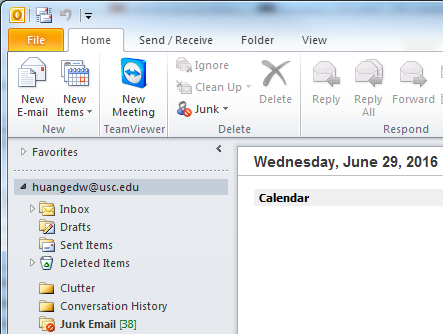 File Home Send / Receive Folder View
New E-mail
New Items
New Meeting
Ignore
Clean Up
Junk
Delete
Reply
Reply All
Forward
New TeamViewer Delete Respond
Favorites
huangedw@usc.edu
Inbox
Drafts
Sent Items
Deleted Items
Clutter
Conversation History
Junk Email [38]
Wednesday, June 29, 2016
Calendar